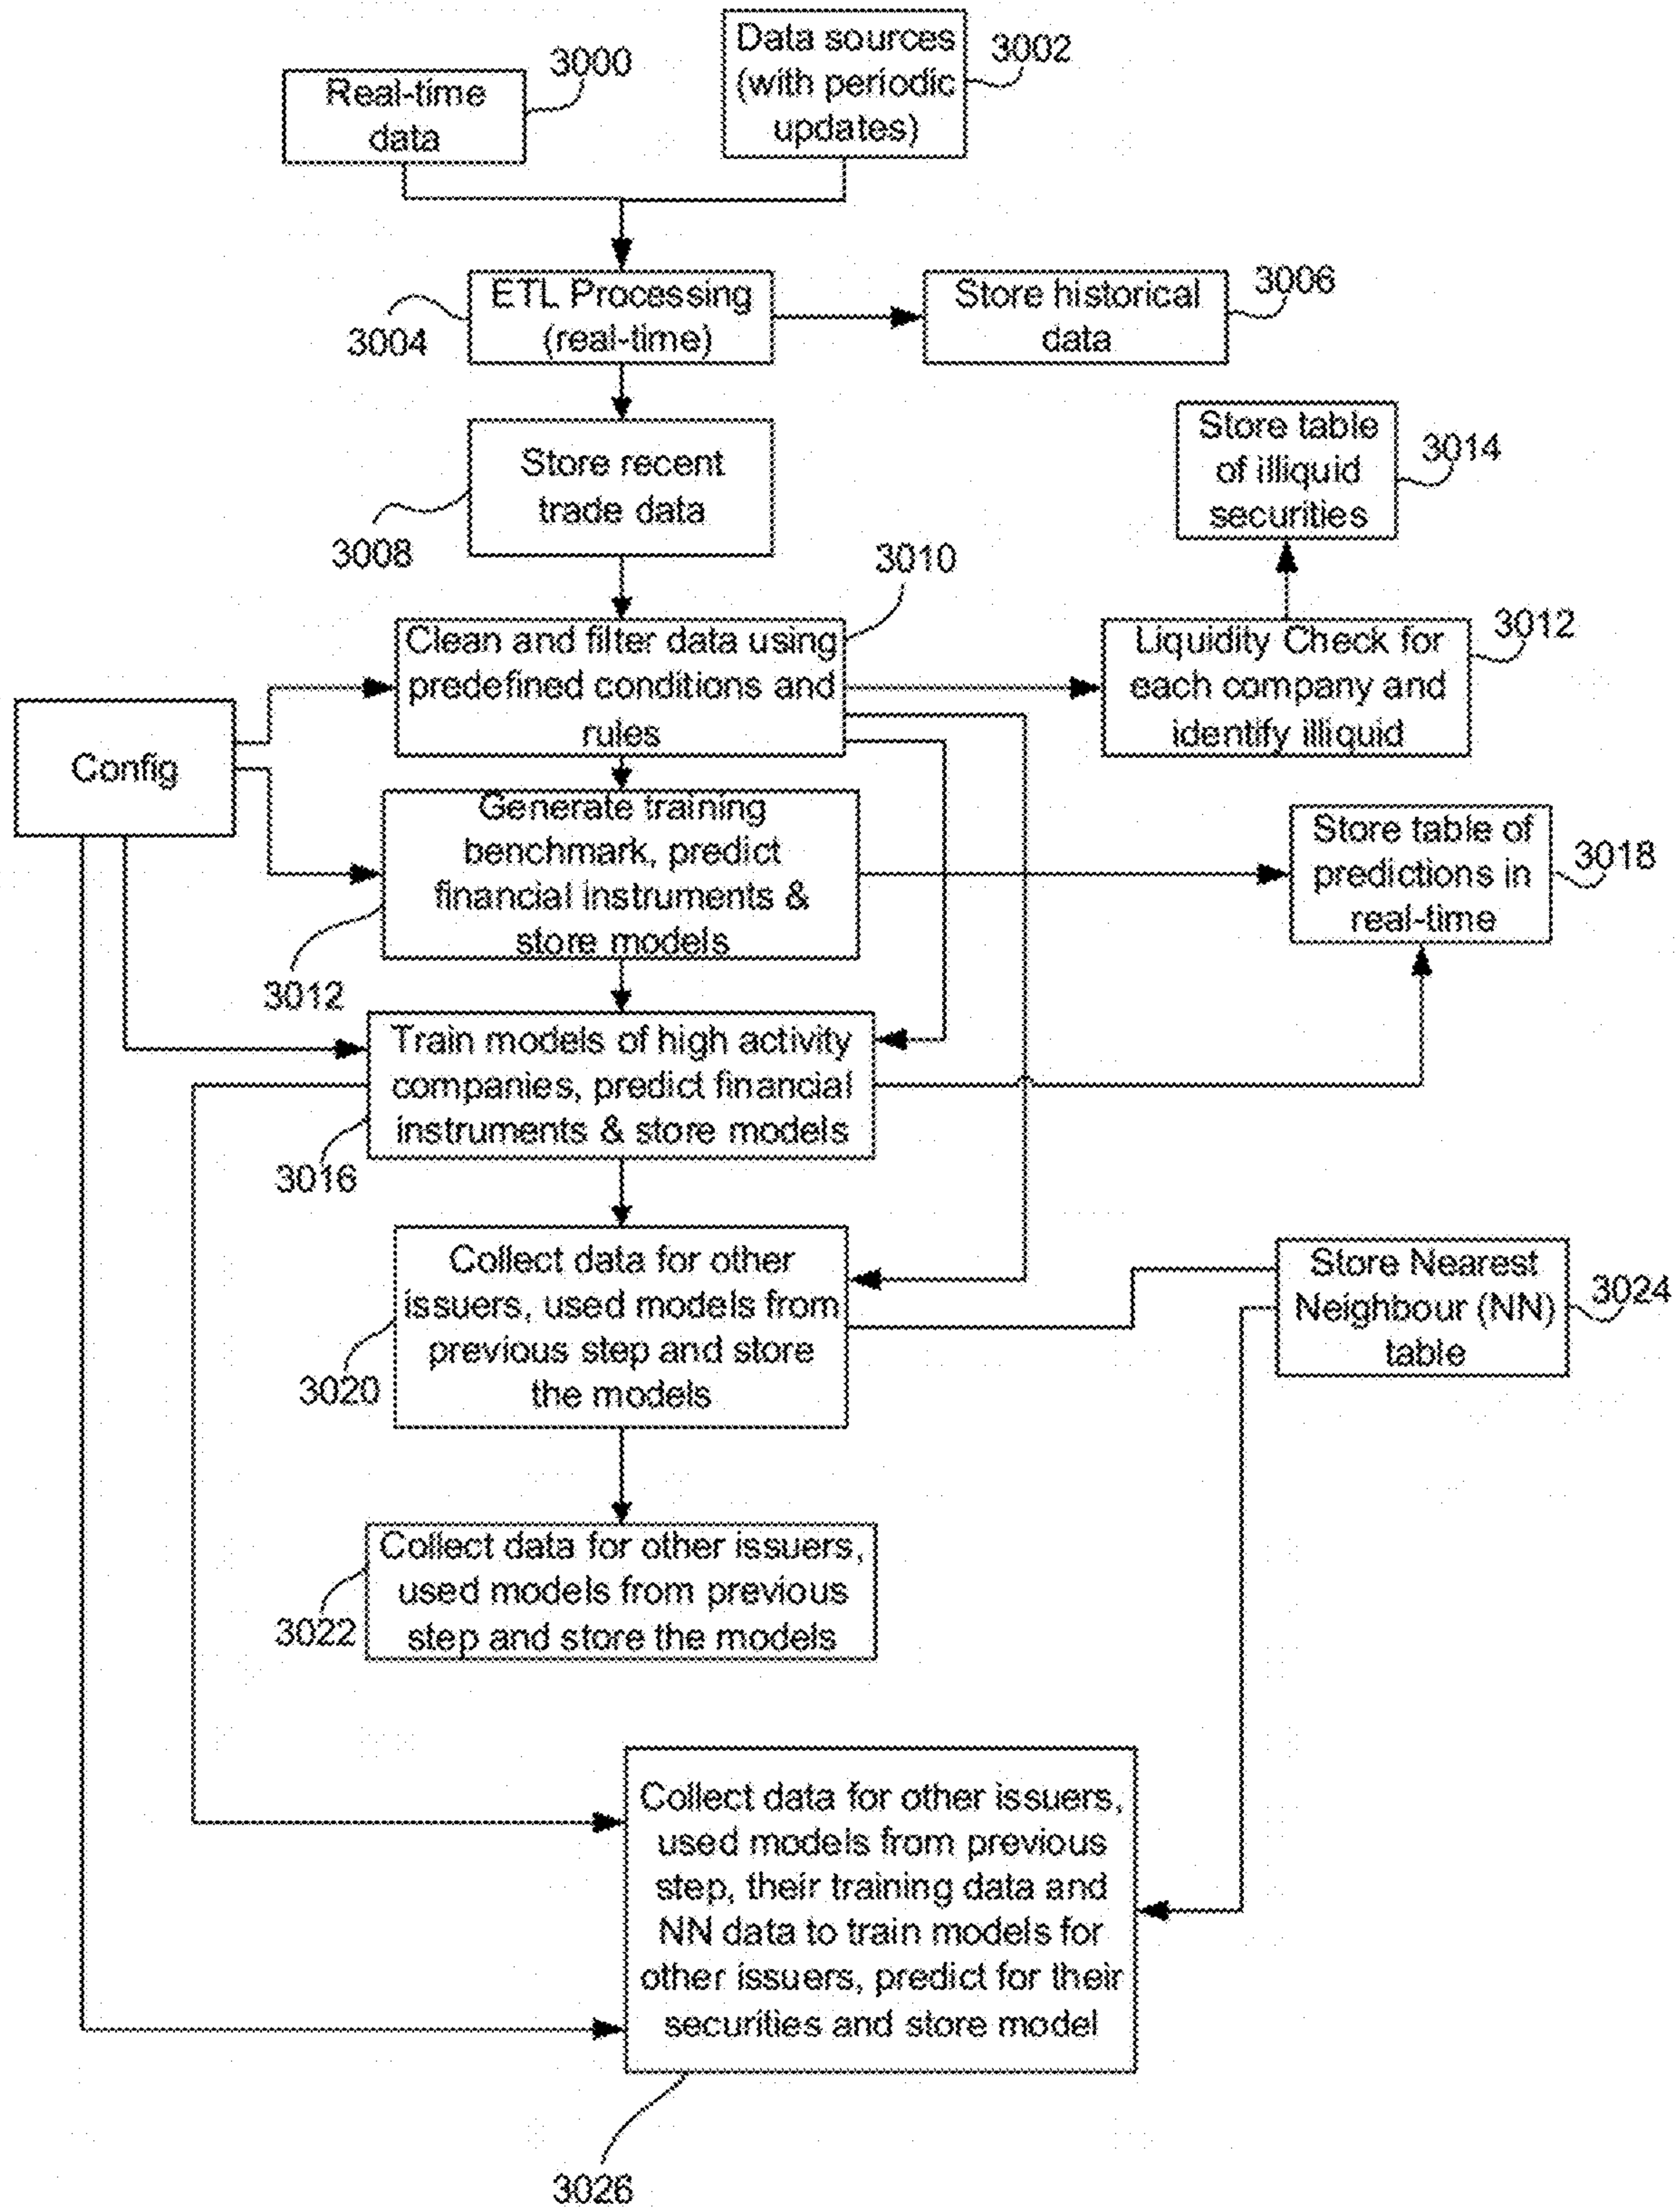 Real-time
data
3000
Data sources
(with periodic
updates)
3002
ETL Processing
(real-time)
3004
Store historical
data
3006
Store recent
trade data
3008
Store table
of illiquid
securities
3014
Clean and filter data using
predefined conditions and
rules
3010
Liquidity Check for
each company and
identify illiquid
3012
Config
Generate training
benchmark, predict
financial instruments &
store models
3012
Store table of
predictions in
real-time
3018
Train models of high activity
companies, predict financial
instruments & store models
3016
Collect data for other
issuers, used models from
previous step and store
the models
3020
Store Nearest
Neighbour (NN)
table
3024
Collect data for other issuers,
used models from previous
step and store the models
3022
Collect data for other issuers,
used models from previous
step, their training data and
NN data to train models for
other issuers, predict for their
securities and store model
3026